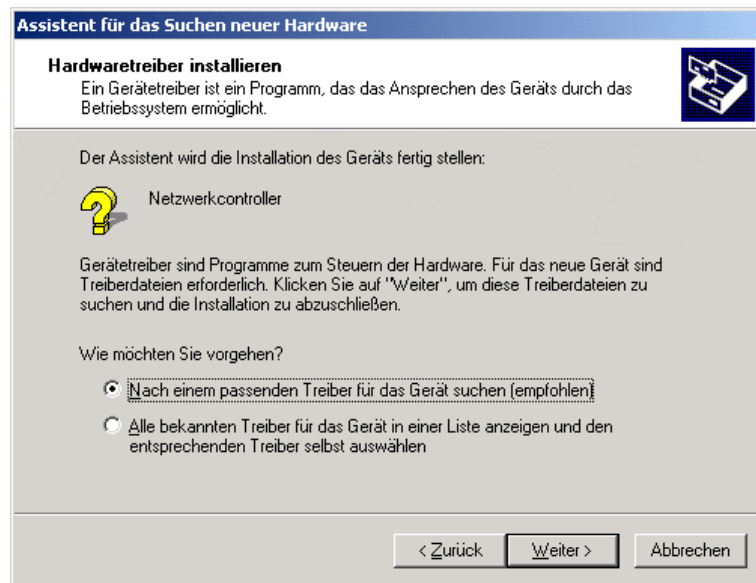 Assistent für das Suchen neuer Hardware
Hardwaretreiber installieren
Ein Gerätetreiber ist ein Programm, das das Ansprechen des Geräts durch das
Betriebssystem ermöglicht.
Der Assistent wird die Installation des Geräts fertig stellen:
Netzwerkcontroller
Gerätetreiber sind Programme zum Steuern der Hardware. Für das neue Gerät sind
Treiberdateien erforderlich. Klicken Sie auf "Weiter", um diese Treiberdateien zu
suchen und die Installation zu abzuschließen.
Wie möchten Sie vorgehen?
Nach einem passenden Treiber für das Gerät suchen (empfohlen)
Alle bekannten Treiber für das Gerät in einer Liste anzeigen und den
entsprechenden Treiber selbst auswählen
< Zurück Weiter > Abbrechen